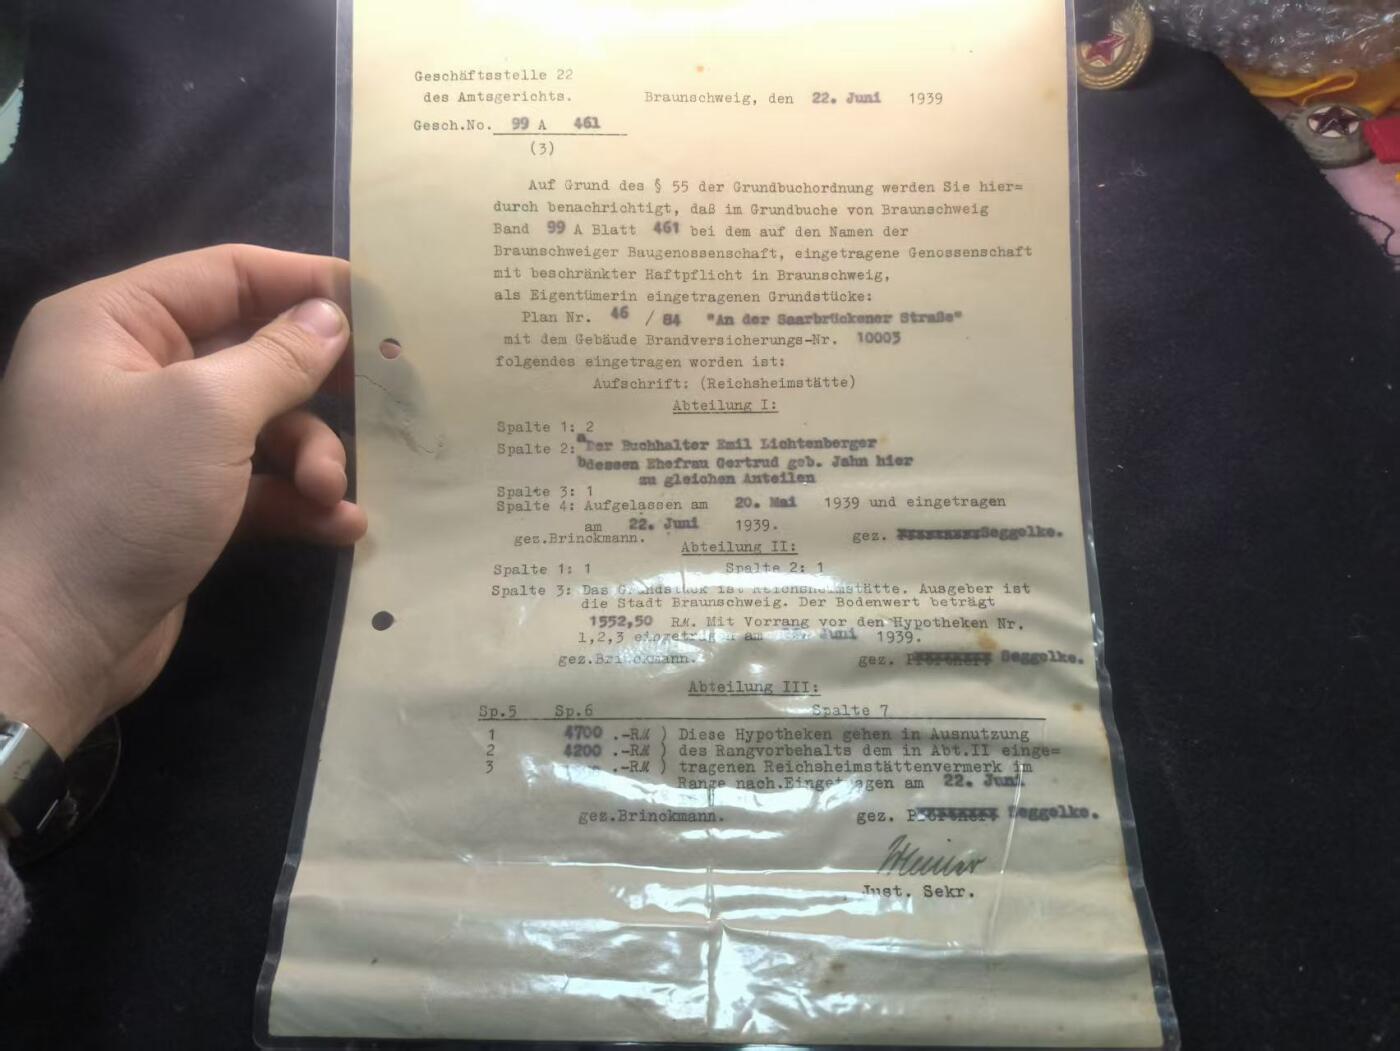 Geschäftsstelle 22
des Amtsgerichts.
Braunschweig, den 22. Juni 1939
Gesch.No. 99 A 461
(3)
Auf Grund des § 55 der Grundbuchordnung werden Sie hier=
durch benachrichtigt, daß im Grundbuche von Braunschweig
Band 99 A Blatt 461 bei dem auf den Namen der
Braunschweiger Baugenossenschaft, eingetragene Genossenschaft
mit beschränkter Haftpflicht in Braunschweig,
als Eigentümerin eingetragenen Grundstücke:
Plan Nr. 46 / 84 "An der Saarbrückener Straße"
mit dem Gebäude Brandversicherungs-Nr. 10003
folgendes eingetragen worden ist:
Aufschrift: (Reichsheimstätte)
Abteilung I:
Spalte 1: 2
Spalte 2: a Der Buchhalter Emil Lichtenberger
b dessen Ehefrau Gertrud geb. Jahn hier
zu gleichen Anteilen
Spalte 3: 1
Spalte 4: Aufgelassen am 20. Mai 1939 und eingetragen
am 22. Juni 1939.
gez.Brinckmann. gez. Seggelke.
Abteilung II:
Spalte 1: 1 Spalte 2: 1
Spalte 3: Das Grundstück ist Reichsheimstätte. Ausgeber ist
die Stadt Braunschweig. Der Bodenwert beträgt
1552,50 RM. Mit Vorrang vor den Hypotheken Nr.
1,2,3 eingetragen am Juni 1939.
gez.Brinckmann. gez. Seggelke.
Abteilung III:
Sp.5 Sp.6 Spalte 7
1 4700 .-RM ) Diese Hypotheken gehen in Ausnutzung
2 4200 .-RM ) des Rangvorbehalts dem in Abt.II einge=
3 .-RM ) tragenen Reichsheimstättenvermerk im
Range nach.Eingetragen am 22. Juni
gez.Brinckmann. gez. Seggelke.
Just. Sekr.